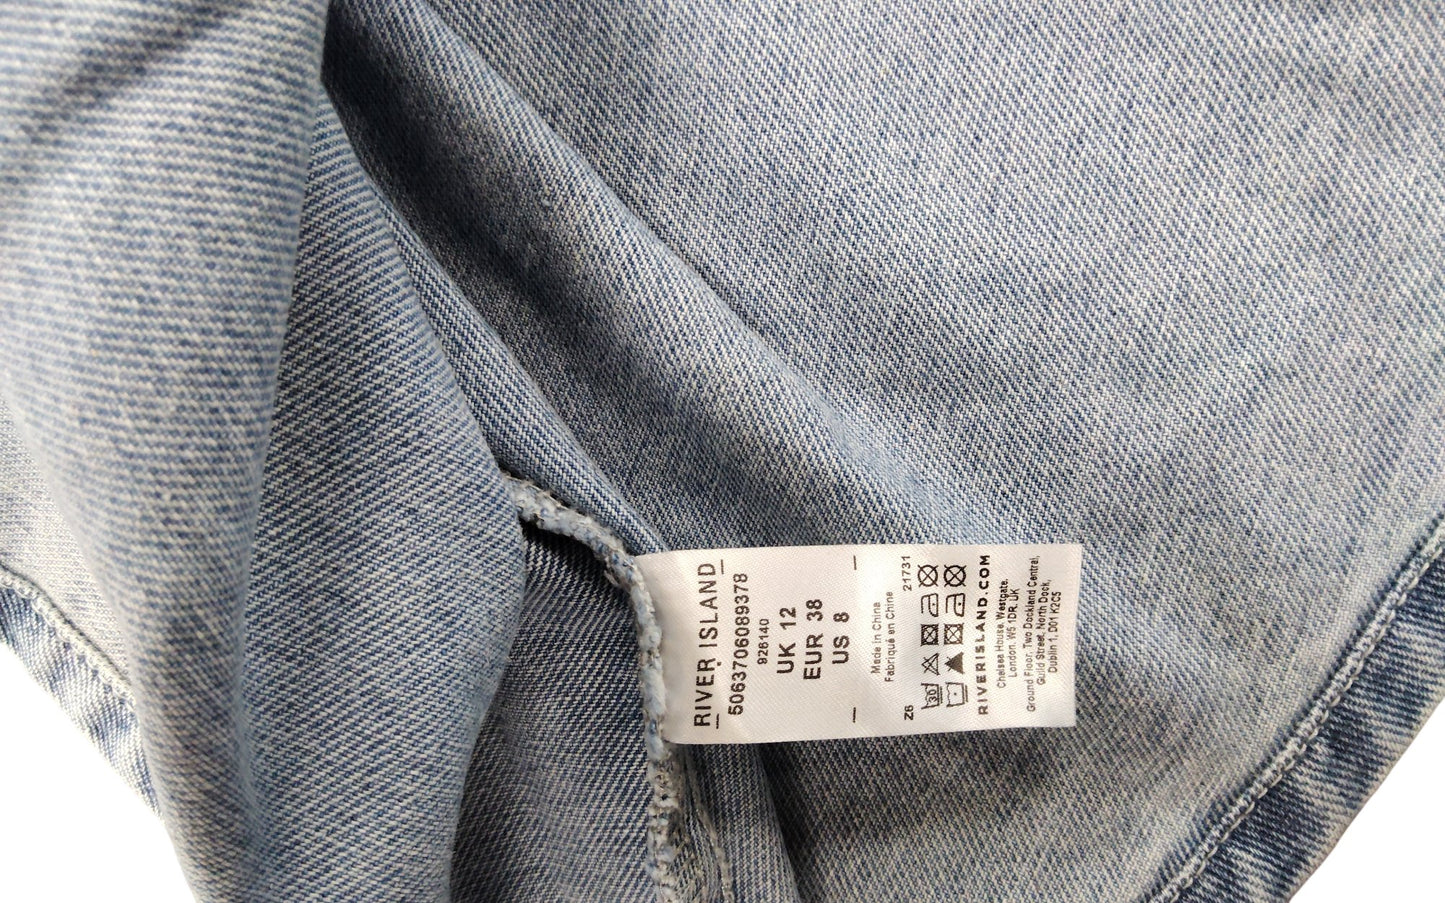 RIVER ISLAND
5063706089378
926140
UK 12
EUR 38
US 8
Made in China
Fabriqué en Chine
Z6
21731
30
RIVERISLAND.COM
Chelsea House, Westgate,
London. W5 1DR. UK
Ground Floor, Two Dockland Central,
Guild Street, North Dock,
Dublin 1, D01 K2C5